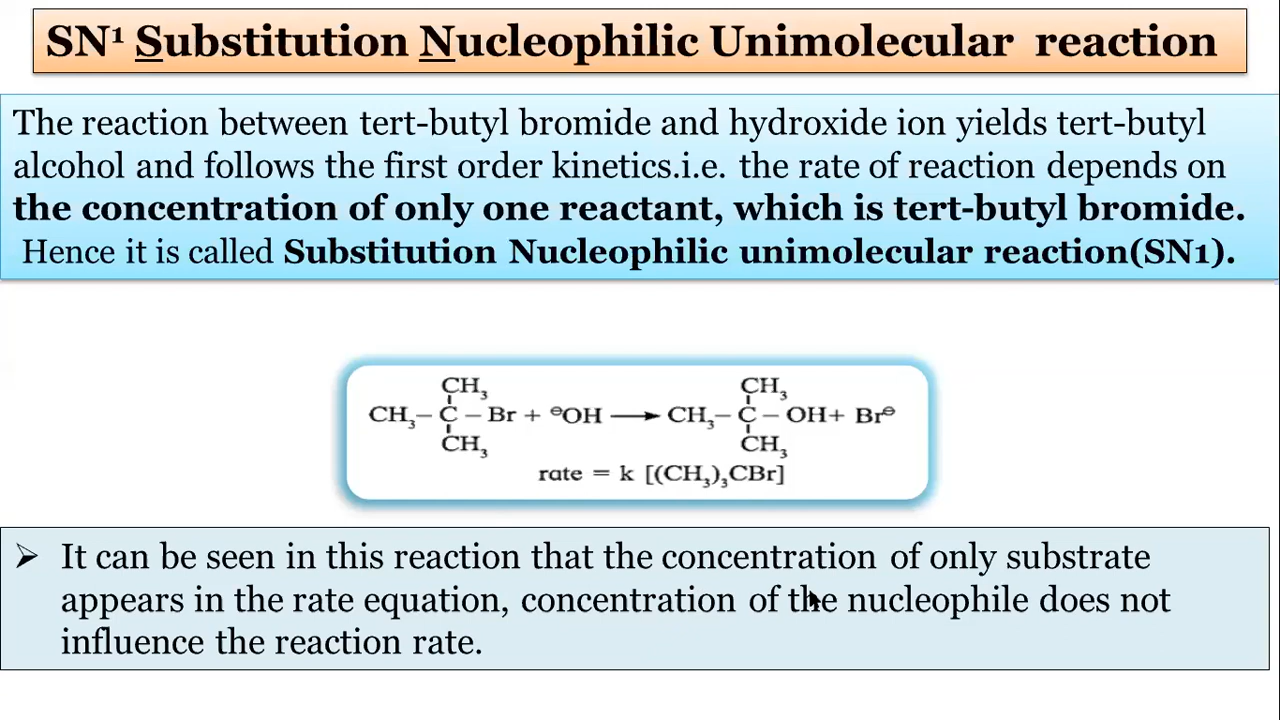 SN¹ Substitution Nucleophilic Unimolecular reaction
The reaction between tert-butyl bromide and hydroxide ion yields tert-butyl
alcohol and follows the first order kinetics.i.e. the rate of reaction depends on
the concentration of only one reactant, which is tert-butyl bromide.
Hence it is called Substitution Nucleophilic unimolecular reaction(SN1).
CH₃ CH₃
CH₃– C – Br + ⊖OH ⟶ CH₃– C – OH+ Br⊖
CH₃ CH₃
rate = k [(CH₃)₃CBr]
➢ It can be seen in this reaction that the concentration of only substrate
appears in the rate equation, concentration of the nucleophile does not
influence the reaction rate.